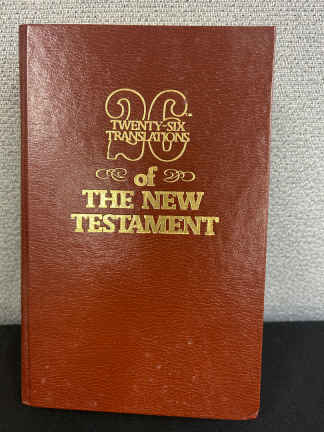 26
TWENTY-SIX
TRANSLATIONS
of
THE NEW
TESTAMENT